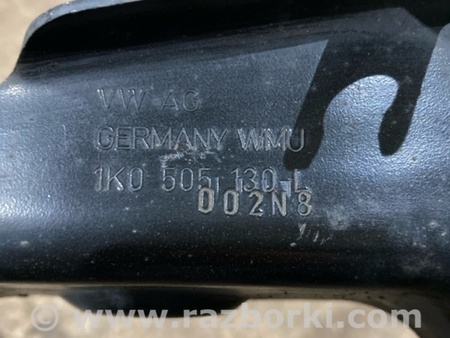 VW AG
GERMANY WMU
1K0 505 130 L
D02N8
www.razborki.com